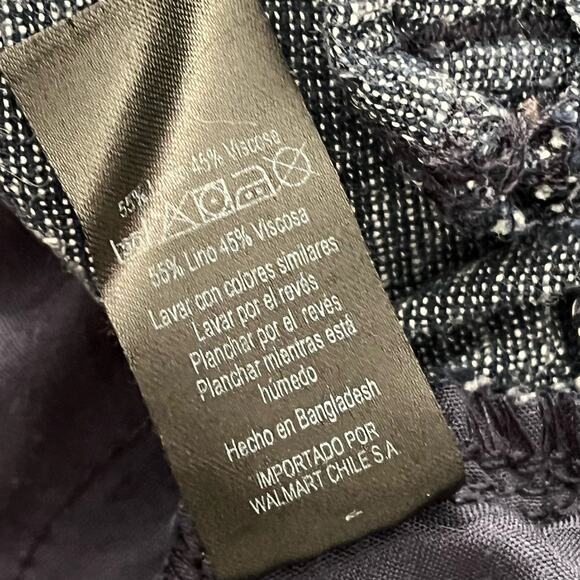 55% Lino 45% Viscosa
55% Lino 45% Viscosa
Lavar con colores similares
Lavar por el revés
Planchar por el revés
Planchar mientras está
húmedo
Hecho en Bangladesh
IMPORTADO POR
WALMART CHILE S.A.